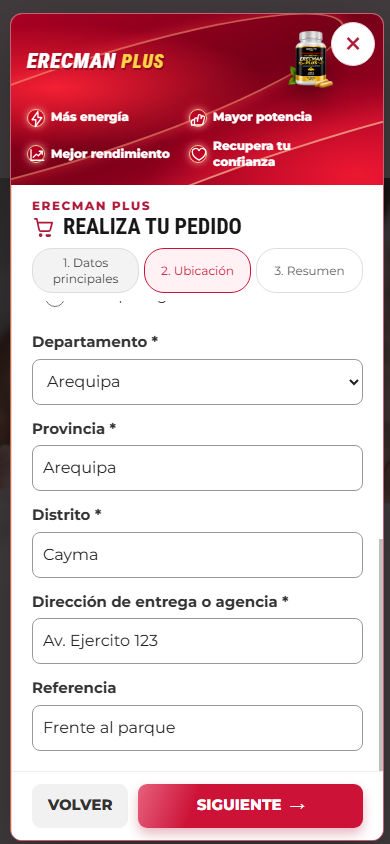 ERECMAN PLUS
Más energía
Mayor potencia
Mejor rendimiento
Recupera tu
confianza
ERECMAN PLUS
REALIZA TU PEDIDO
1. Datos
principales
2. Ubicación
3. Resumen
Departamento *
Arequipa
Provincia *
Arequipa
Distrito *
Cayma
Dirección de entrega o agencia *
Av. Ejercito 123
Referencia
Frente al parque
VOLVER
SIGUIENTE →